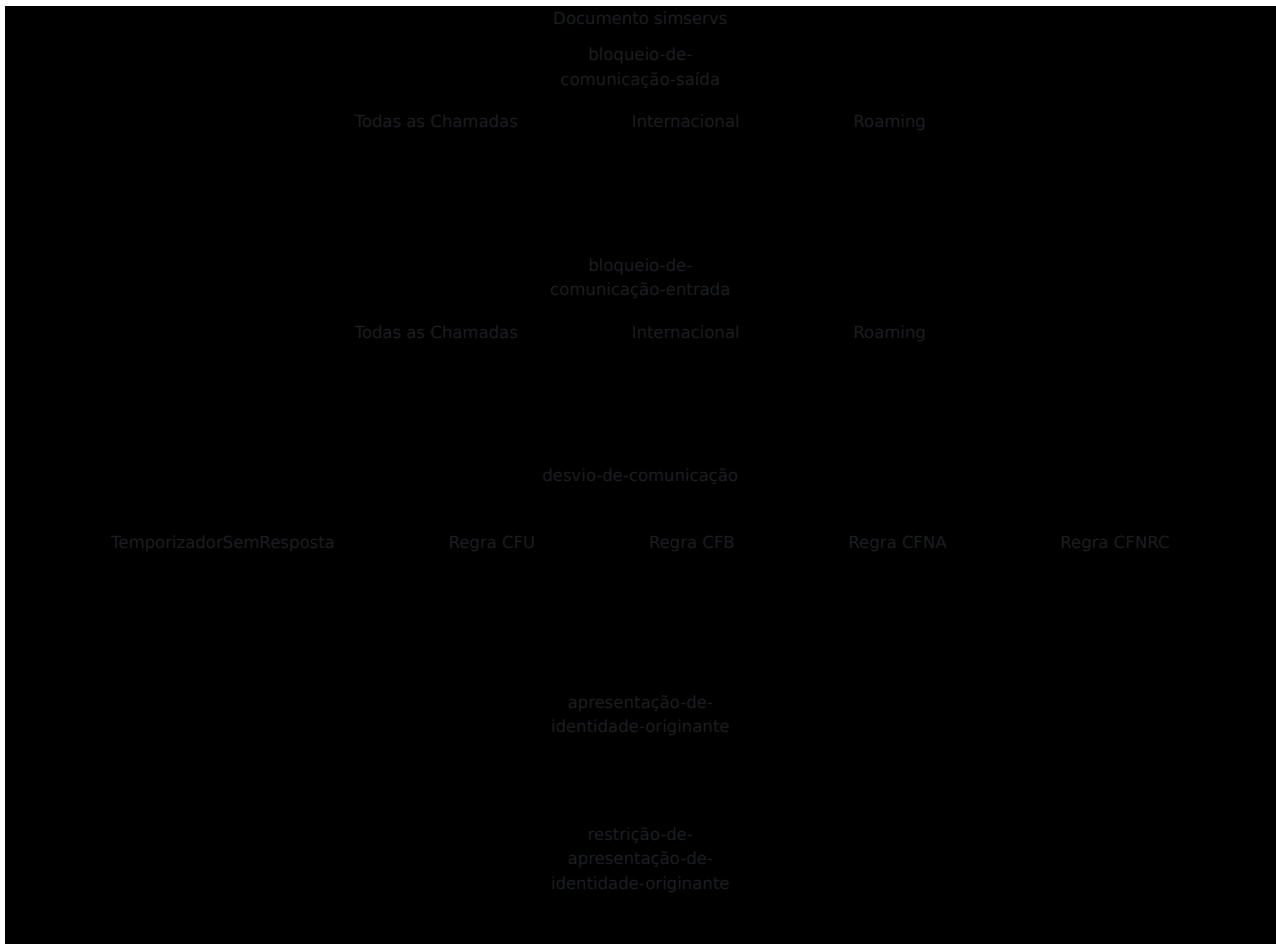 Documento simservs
bloqueio-de-
comunicação-saída
Todas as Chamadas Internacional Roaming
bloqueio-de-
comunicação-entrada
Todas as Chamadas Internacional Roaming
desvio-de-comunicação
TemporizadorSemResposta Regra CFU Regra CFB Regra CFNA Regra CFNRC
apresentação-de-
identidade-originante
restrição-de-
apresentação-de-
identidade-originante